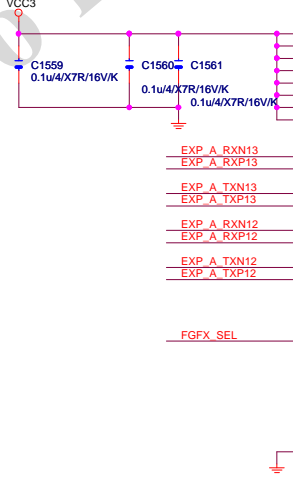 VCC3
C1559
0.1u/4/X7R/16V/K
C1560
0.1u/4/X7R/16V/K
C1561
0.1u/4/X7R/16V/K
EXP_A_RXN13
EXP_A_RXP13
EXP_A_TXN13
EXP_A_TXP13
EXP_A_RXN12
EXP_A_RXP12
EXP_A_TXN12
EXP_A_TXP12
FGFX_SEL